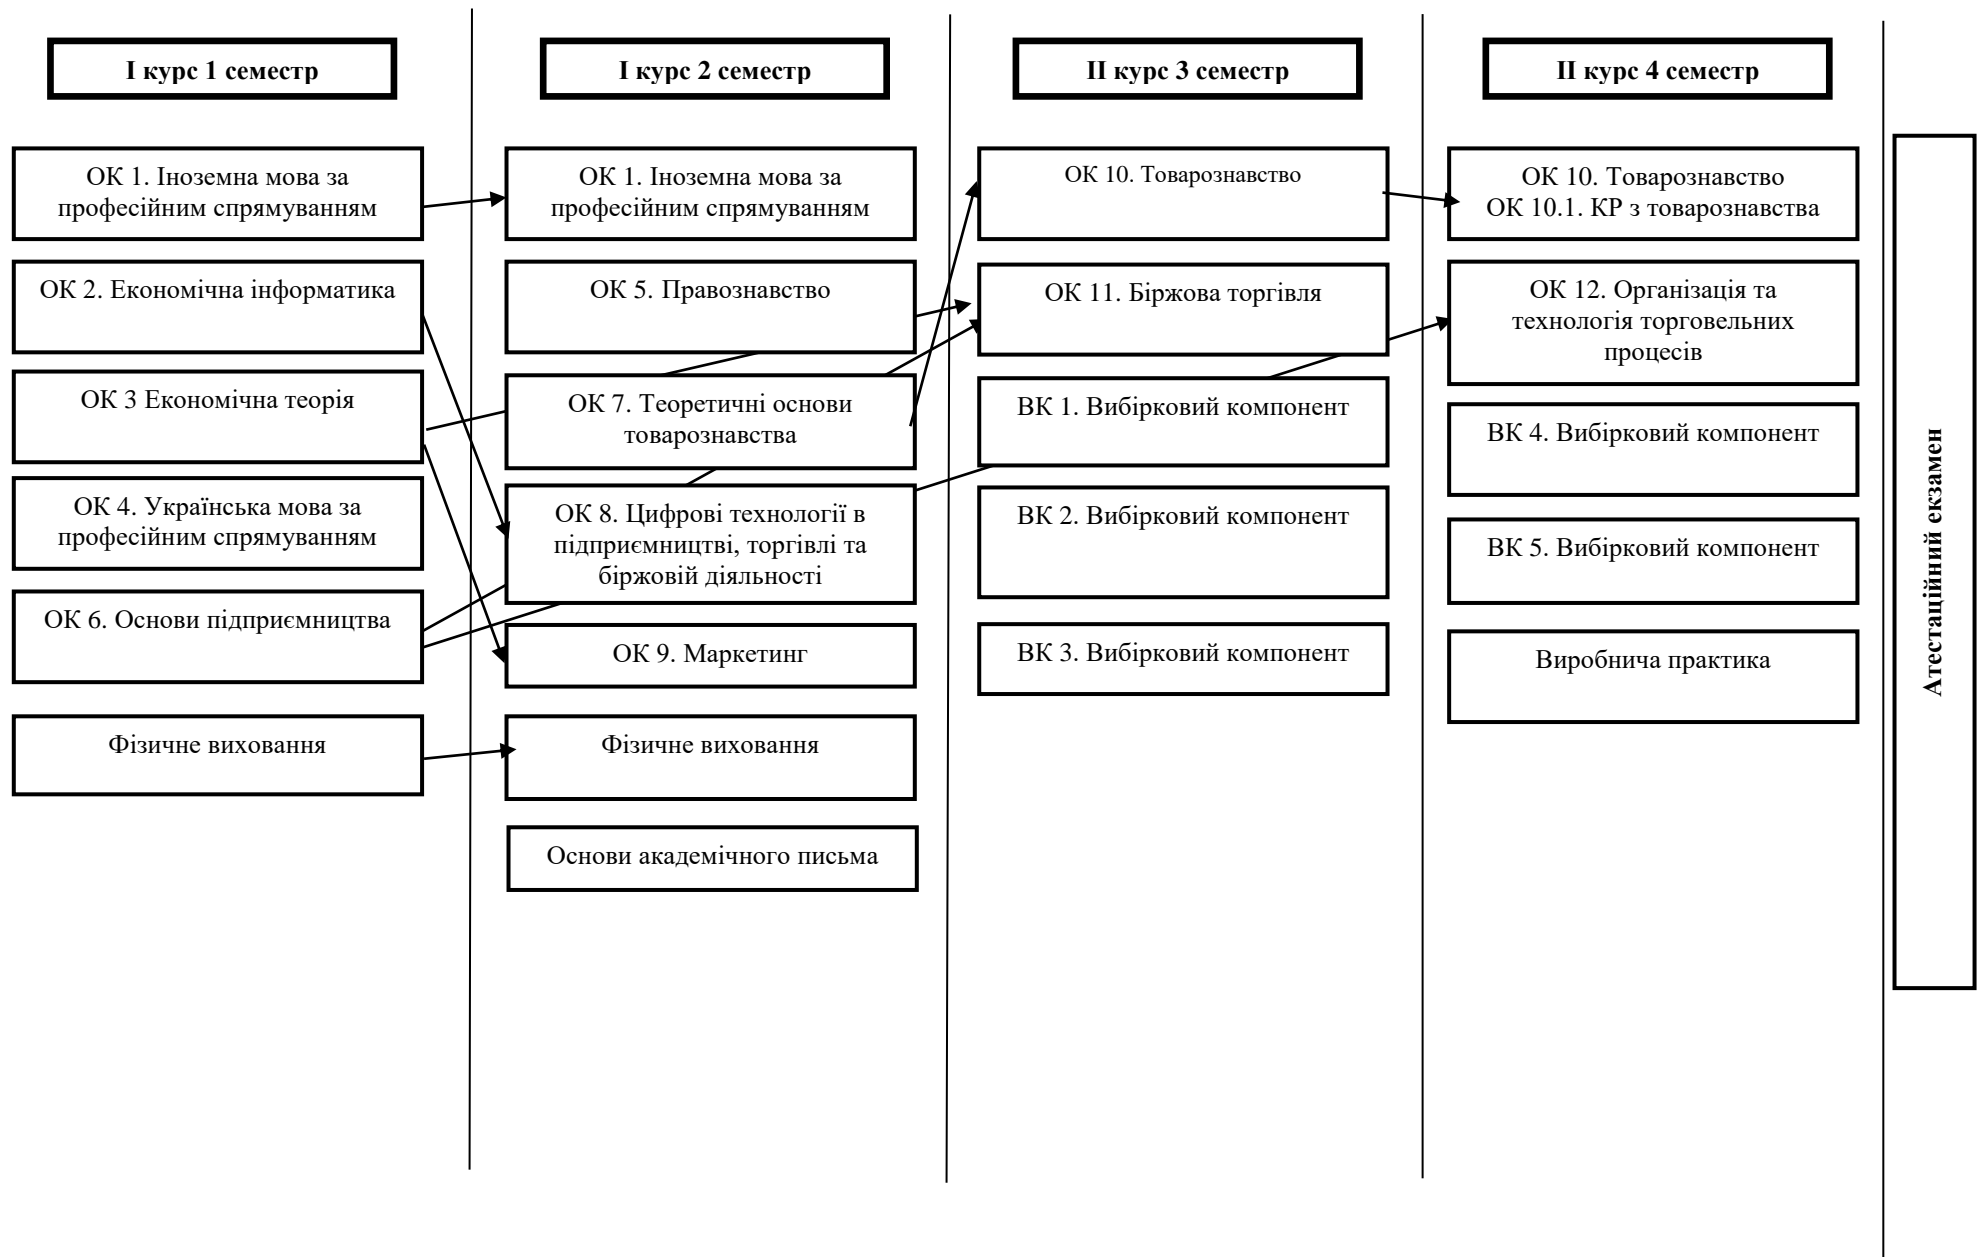 І курс 1 семестр
І курс 2 семестр
ІІ курс 3 семестр
ІІ курс 4 семестр
ОК 1. Іноземна мова за
професійним спрямуванням
ОК 2. Економічна інформатика
ОК 3 Економічна теорія
ОК 4. Українська мова за
професійним спрямуванням
ОК 6. Основи підприємництва
Фізичне виховання
ОК 1. Іноземна мова за
професійним спрямуванням
ОК 5. Правознавство
ОК 7. Теоретичні основи
товарознавства
ОК 8. Цифрові технології в
підприємництві, торгівлі та
біржовій діяльності
ОК 9. Маркетинг
Фізичне виховання
Основи академічного письма
ОК 10. Товарознавство
ОК 11. Біржова торгівля
ВК 1. Вибірковий компонент
ВК 2. Вибірковий компонент
ВК 3. Вибірковий компонент
ОК 10. Товарознавство
ОК 10.1. КР з товарознавства
ОК 12. Організація та
технологія торговельних
процесів
ВК 4. Вибірковий компонент
ВК 5. Вибірковий компонент
Виробнича практика
Атестаційний екзамен